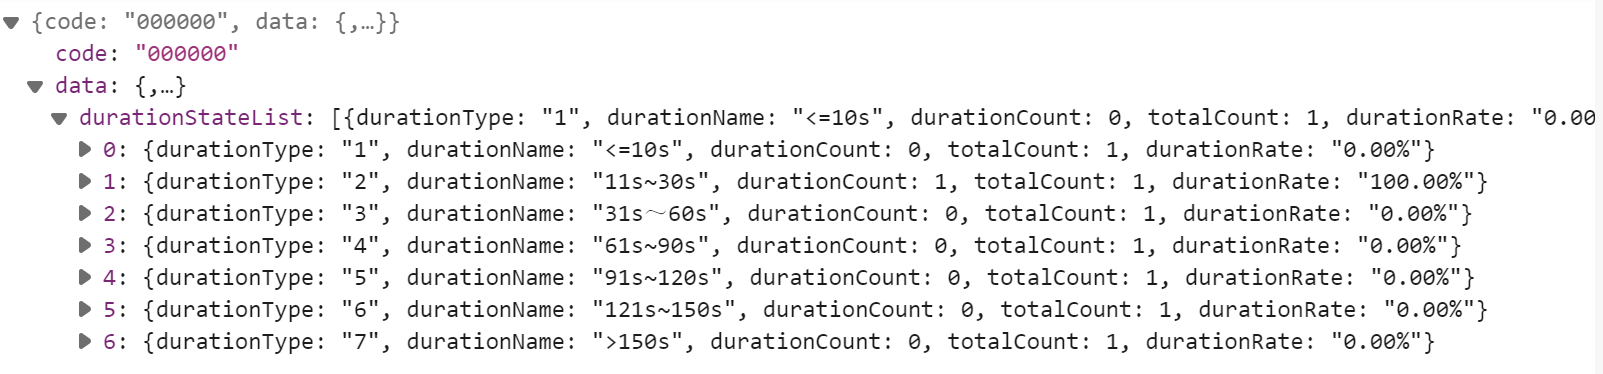 {code: "000000", data: {,…}}
code: "000000"
data: {,…}
durationStateList: [{durationType: "1", durationName: "<=10s", durationCount: 0, totalCount: 1, durationRate: "0.00
0: {durationType: "1", durationName: "<=10s", durationCount: 0, totalCount: 1, durationRate: "0.00%"}
1: {durationType: "2", durationName: "11s~30s", durationCount: 1, totalCount: 1, durationRate: "100.00%"}
2: {durationType: "3", durationName: "31s～60s", durationCount: 0, totalCount: 1, durationRate: "0.00%"}
3: {durationType: "4", durationName: "61s~90s", durationCount: 0, totalCount: 1, durationRate: "0.00%"}
4: {durationType: "5", durationName: "91s~120s", durationCount: 0, totalCount: 1, durationRate: "0.00%"}
5: {durationType: "6", durationName: "121s~150s", durationCount: 0, totalCount: 1, durationRate: "0.00%"}
6: {durationType: "7", durationName: ">150s", durationCount: 0, totalCount: 1, durationRate: "0.00%"}